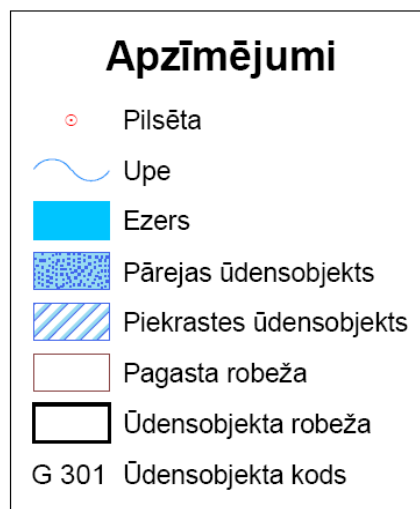 Apzīmējumi
Pilsēta
Upe
Ezers
Pārejas ūdensobjekts
Piekrastes ūdensobjekts
Pagasta robeža
Ūdensobjekta robeža
G 301 Ūdensobjekta kods